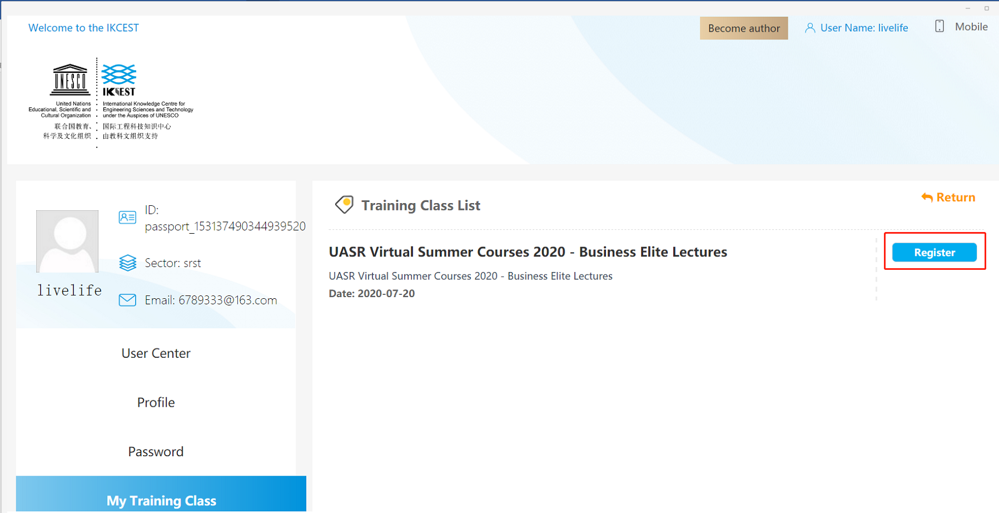 Welcome to the IKCEST
Become author
User Name: livelife
Mobile
UNESCO
IKCEST
United Nations
Educational, Scientific and
Cultural Organization
联合国教育、
科学及文化组织
International Knowledge Centre for
Engineering Sciences and Technology
under the Auspices of UNESCO
国际工程科技知识中心
由教科文组织支持
ID:
passport_153137490344939520
Sector: srst
Email: 6789333@163.com
livelife
User Center
Profile
Password
My Training Class
Training Class List
Return
UASR Virtual Summer Courses 2020 - Business Elite Lectures
Register
UASR Virtual Summer Courses 2020 - Business Elite Lectures
Date: 2020-07-20